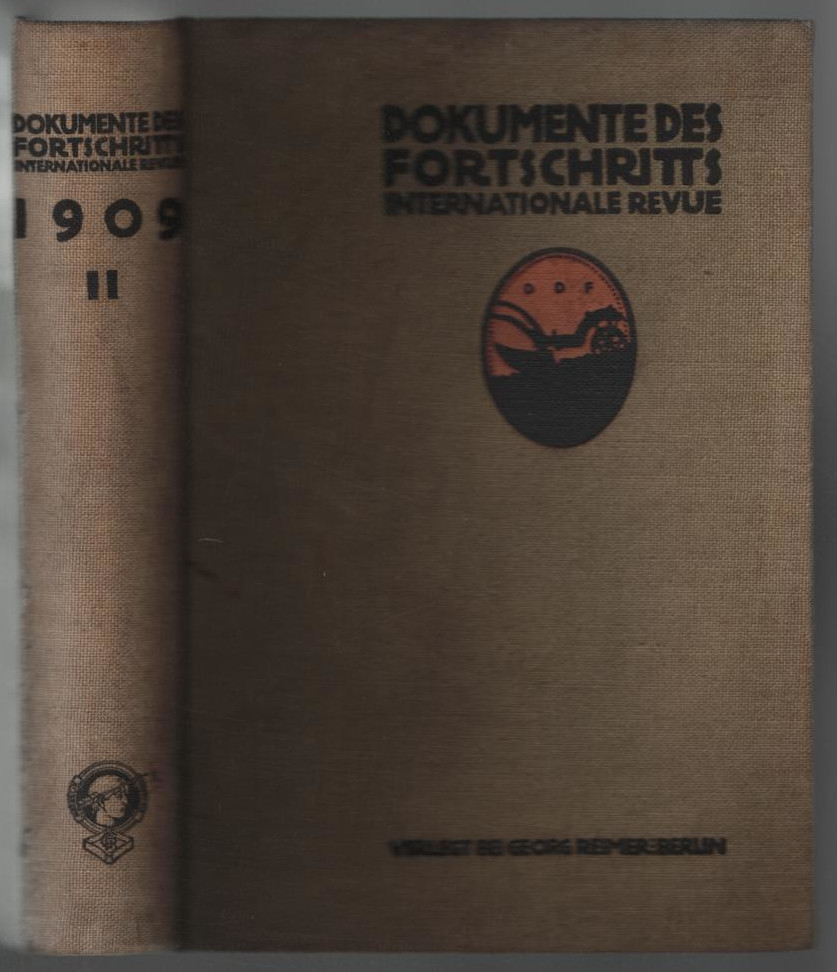 DOKUMENTE DES
FORTSCHRITTS
INTERNATIONALE REVUE
1909
II
DOKUMENTE DES
FORTSCHRITTS
INTERNATIONALE REVUE
D D F
VERLEGT BEI GEORG REIMER·BERLIN